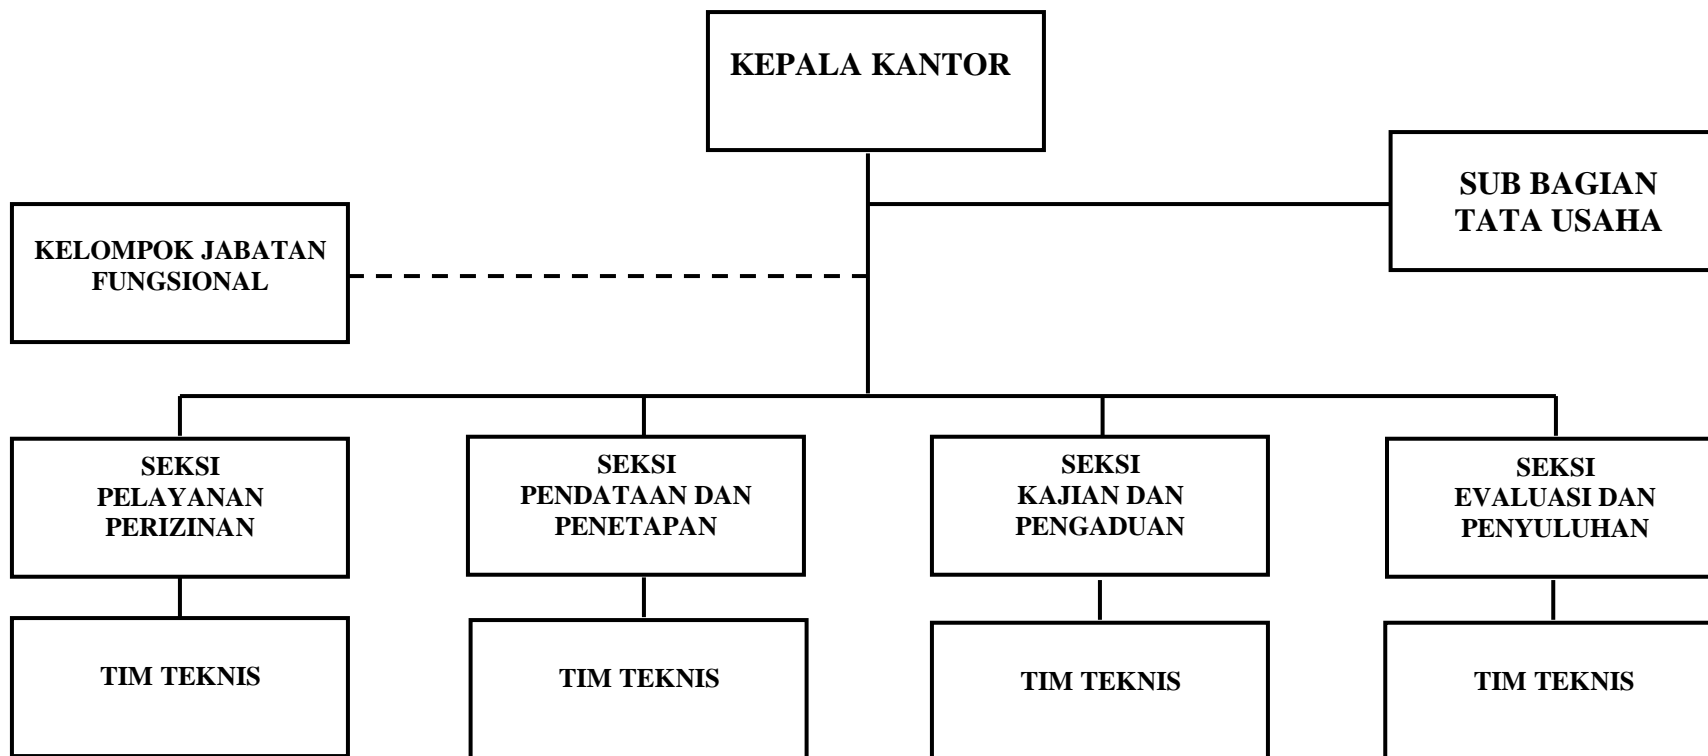 KEPALA KANTOR
SUB BAGIAN
TATA USAHA
KELOMPOK JABATAN
FUNGSIONAL
SEKSI
PELAYANAN
PERIZINAN
SEKSI
PENDATAAN DAN
PENETAPAN
SEKSI
KAJIAN DAN
PENGADUAN
SEKSI
EVALUASI DAN
PENYULUHAN
TIM TEKNIS
TIM TEKNIS
TIM TEKNIS
TIM TEKNIS